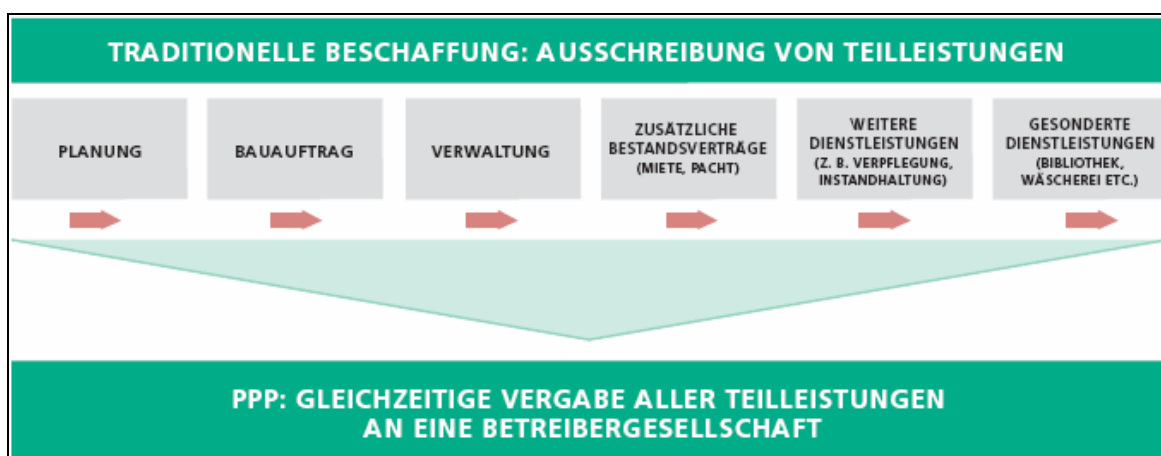 TRADITIONELLE BESCHAFFUNG: AUSSCHREIBUNG VON TEILLEISTUNGEN
PLANUNG
BAUAUFTRAG
VERWALTUNG
ZUSÄTZLICHE
BESTANDSVERTRÄGE
(MIETE, PACHT)
WEITERE
DIENSTLEISTUNGEN
(Z. B. VERPFLEGUNG,
INSTANDHALTUNG)
GESONDERTE
DIENSTLEISTUNGEN
(BIBLIOTHEK,
WÄSCHEREI ETC.)
PPP: GLEICHZEITIGE VERGABE ALLER TEILLEISTUNGEN
AN EINE BETREIBERGESELLSCHAFT